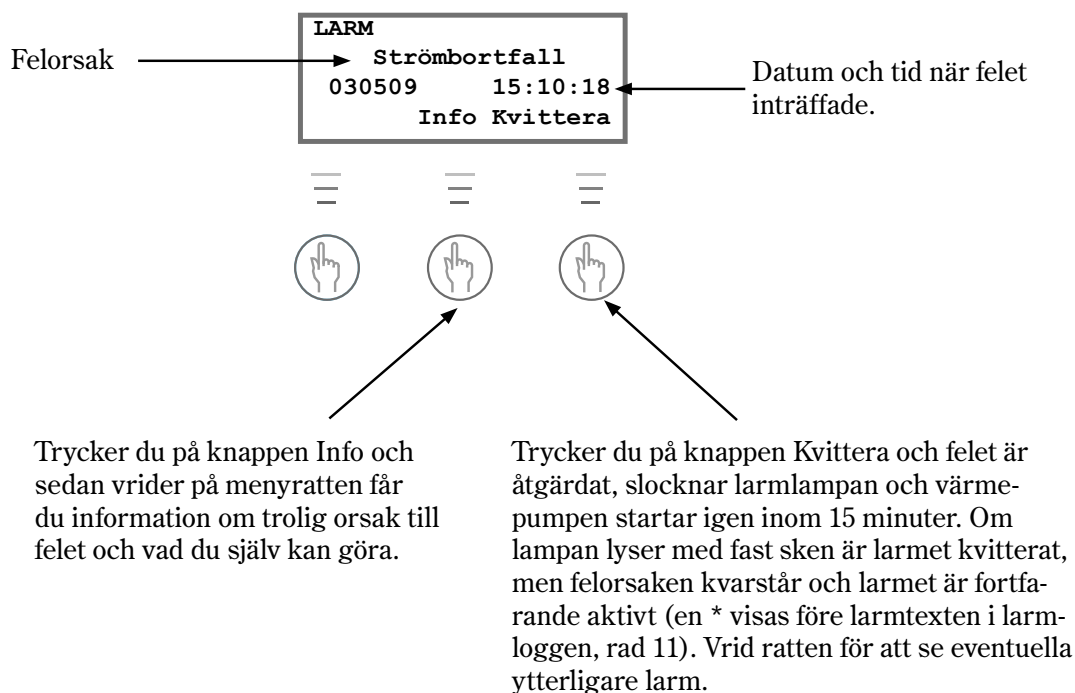 LARM
Felorsak
Strömbortfall
030509 15:10:18
Datum och tid när felet
inträffade.
Info Kvittera
Trycker du på knappen Info och
sedan vrider på menyratten får
du information om trolig orsak till
felet och vad du själv kan göra.
Trycker du på knappen Kvittera och felet är
åtgärdat, slocknar larmlampan och värme-
pumpen startar igen inom 15 minuter. Om
lampan lyser med fast sken är larmet kvitterat,
men felorsaken kvarstår och larmet är fortfa-
rande aktivt (en * visas före larmtexten i larm-
loggen, rad 11). Vrid ratten för att se eventuella
ytterligare larm.